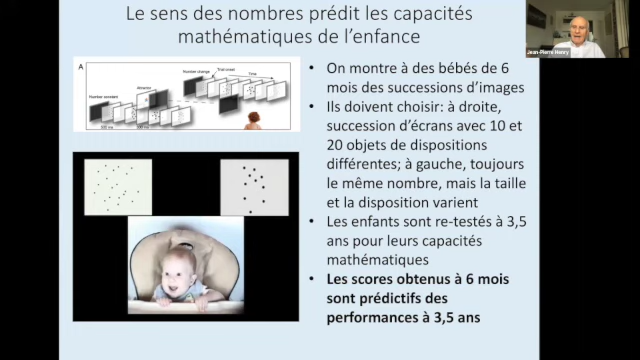 Le sens des nombres prédit les capacités
mathématiques de l'enfance
A
Number change
Trial onset
Time
Number constant
500 ms
300 ms
• On montre à des bébés de 6
mois des successions d'images
• Ils doivent choisir: à droite,
succession d'écrans avec 10 et
20 objets de dispositions
différentes; à gauche, toujours
le même nombre, mais la taille
et la disposition varient
• Les enfants sont re-testés à 3,5
ans pour leurs capacités
mathématiques
• Les scores obtenus à 6 mois
sont prédictifs des
performances à 3,5 ans
Jean-Pierre Henry